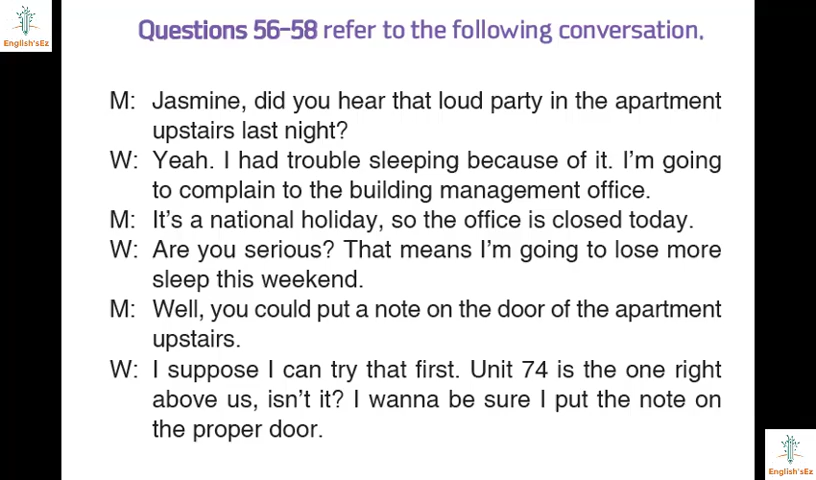 English'sEz
Questions 56-58 refer to the following conversation.
M: Jasmine, did you hear that loud party in the apartment
upstairs last night?
W: Yeah. I had trouble sleeping because of it. I'm going
to complain to the building management office.
M: It's a national holiday, so the office is closed today.
W: Are you serious? That means I'm going to lose more
sleep this weekend.
M: Well, you could put a note on the door of the apartment
upstairs.
W: I suppose I can try that first. Unit 74 is the one right
above us, isn't it? I wanna be sure I put the note on
the proper door.
English'sEz